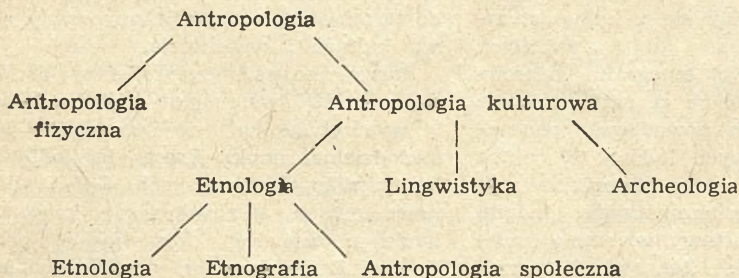 Antropologia
Antropologia Antropologia kulturowa
fizyczna
Etnologia Lingwistyka Archeologia
Etnologia Etnografia Antropologia społeczna